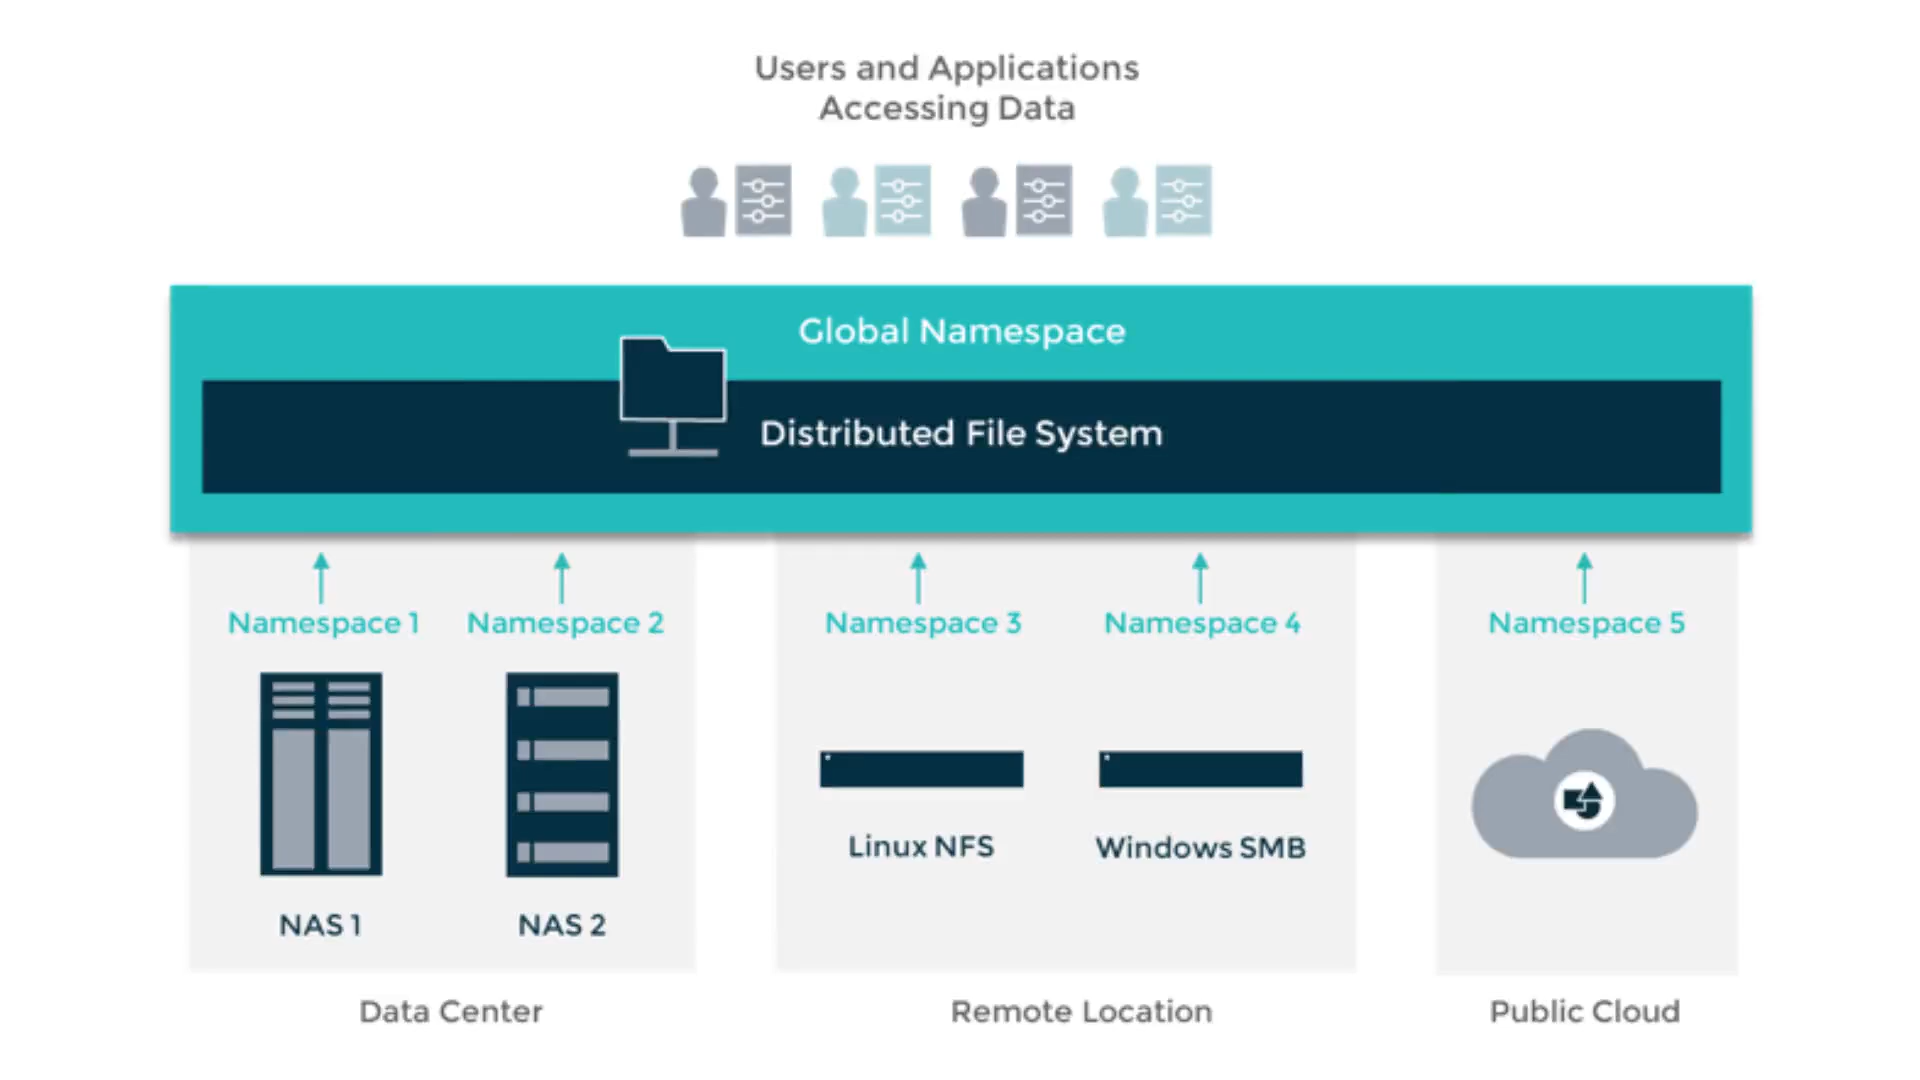 Users and Applications
Accessing Data
Global Namespace
Distributed File System
Namespace 1
Namespace 2
Namespace 3
Namespace 4
Namespace 5
Linux NFS
Windows SMB
NAS 1
NAS 2
Data Center
Remote Location
Public Cloud